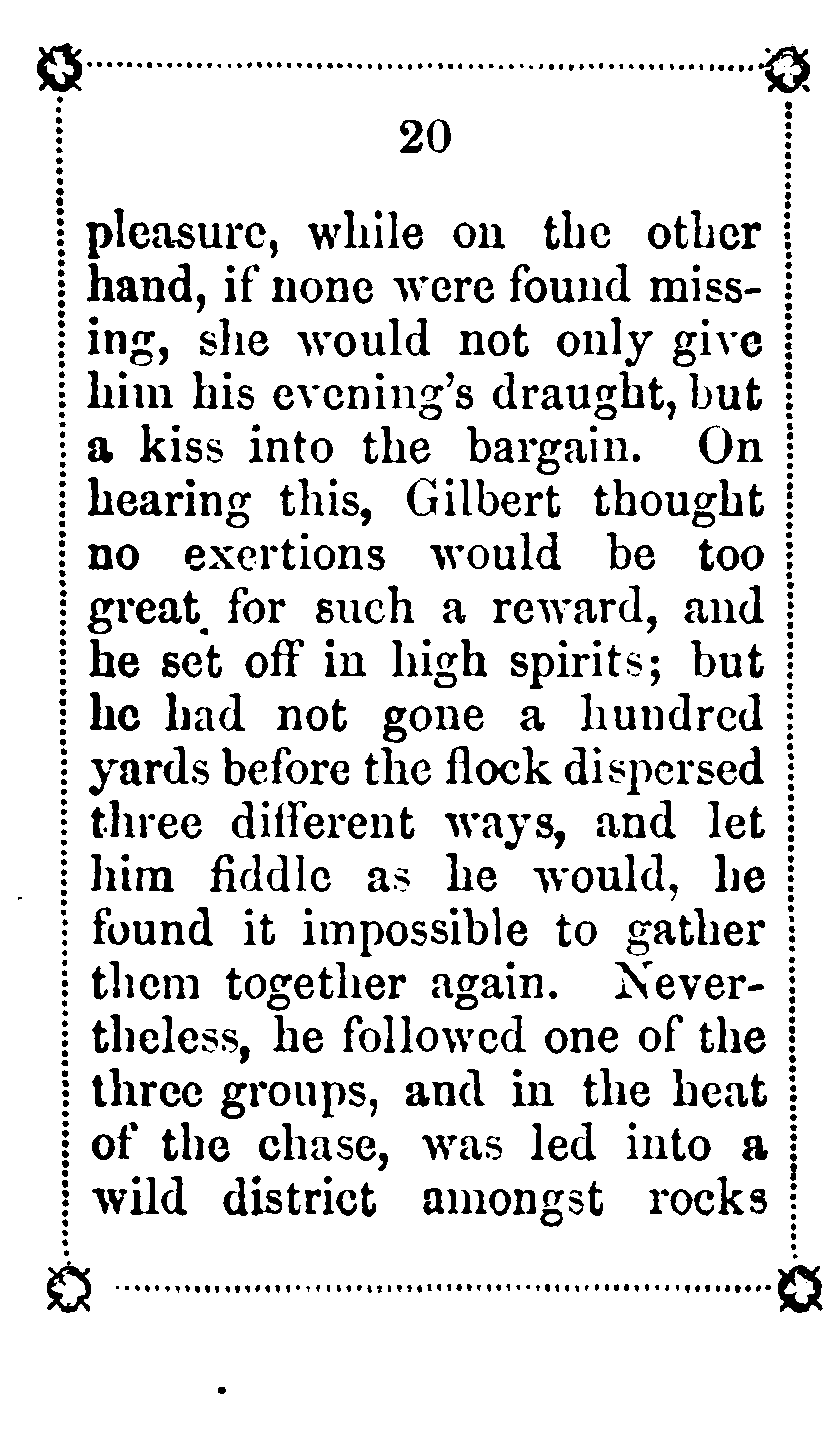 20
pleasure, while on the other
hand, if none were found miss-
ing, she would not only give
him his evening's draught, but
a kiss into the bargain. On
hearing this, Gilbert thought
no exertions would be too
great for such a reward, and
he set off in high spirits; but
he had not gone a hundred
yards before the flock dispersed
three different ways, and let
him fiddle as he would, he
found it impossible to gather
them together again. Never-
theless, he followed one of the
three groups, and in the heat
of the chase, was led into a
wild district amongst rocks